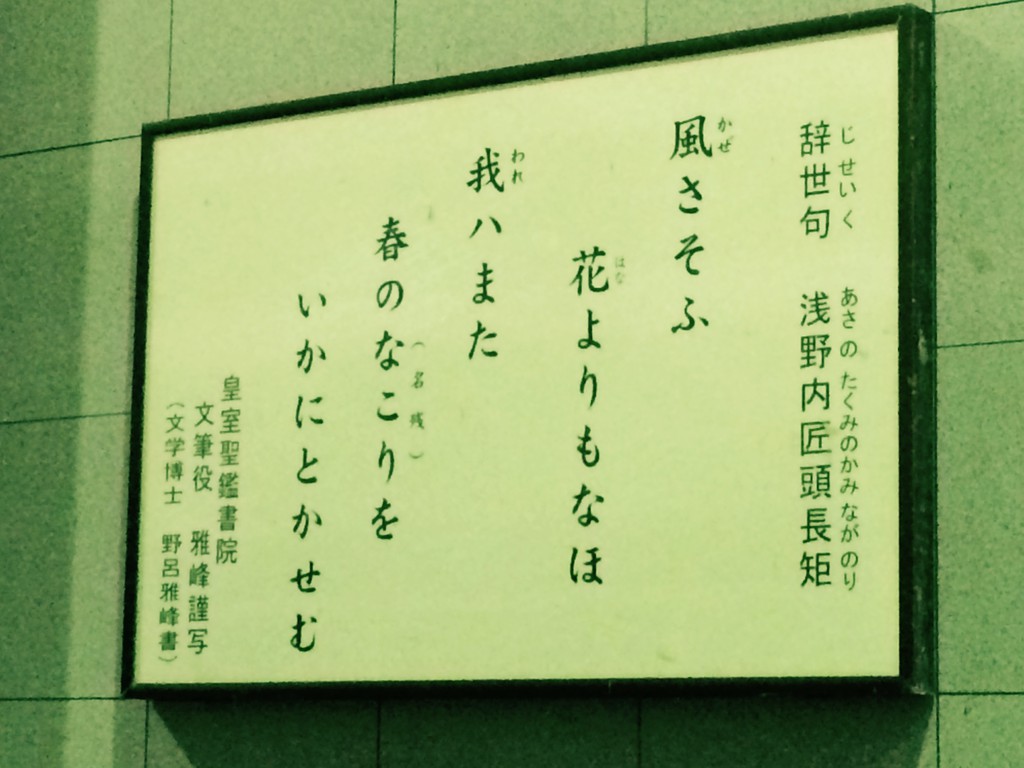 辞世句 浅野内匠頭長矩
じせいく あさのたくみのかみながのり
風さそふ
かぜ
花よりもなほ
はな
我ハまた
われ
春のなこりを
(名残)
いかにとかせむ
皇室聖鑑書院
文筆役 雅峰謹写
(文学博士 野呂雅峰書)